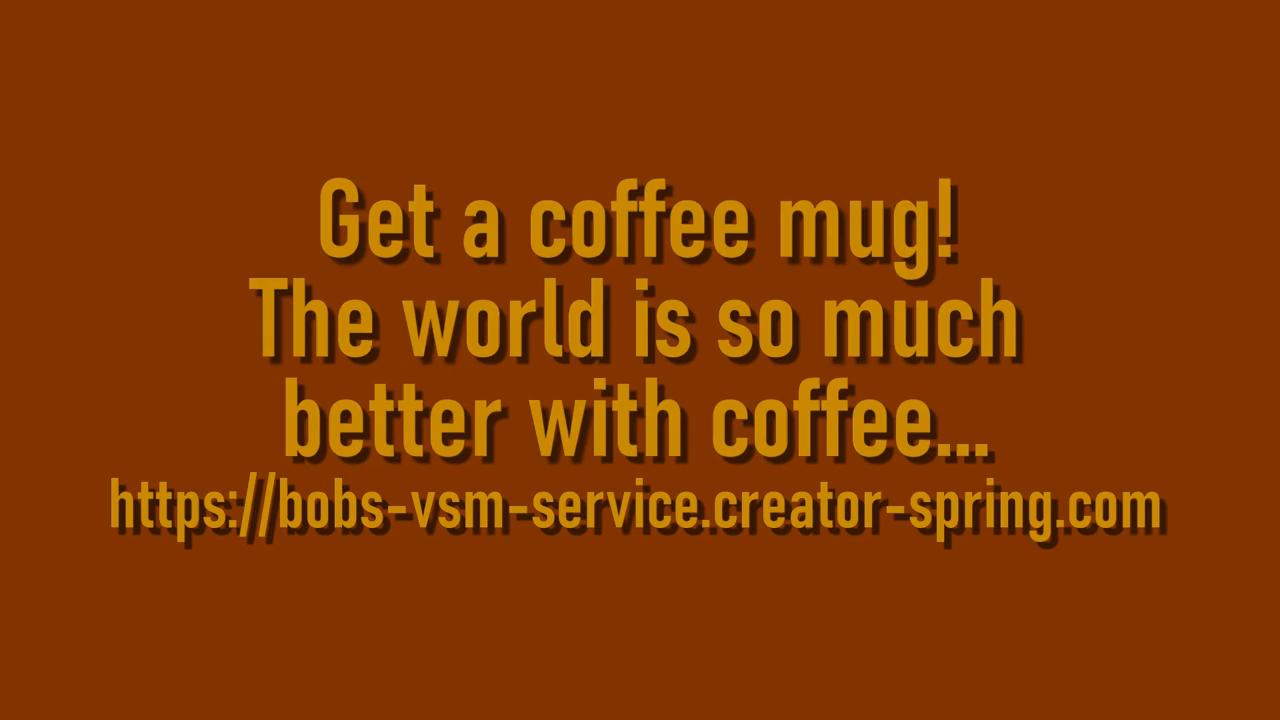 Get a coffee mug!
The world is so much
better with coffee...
https://bobs-vsm-service.creator-spring.com